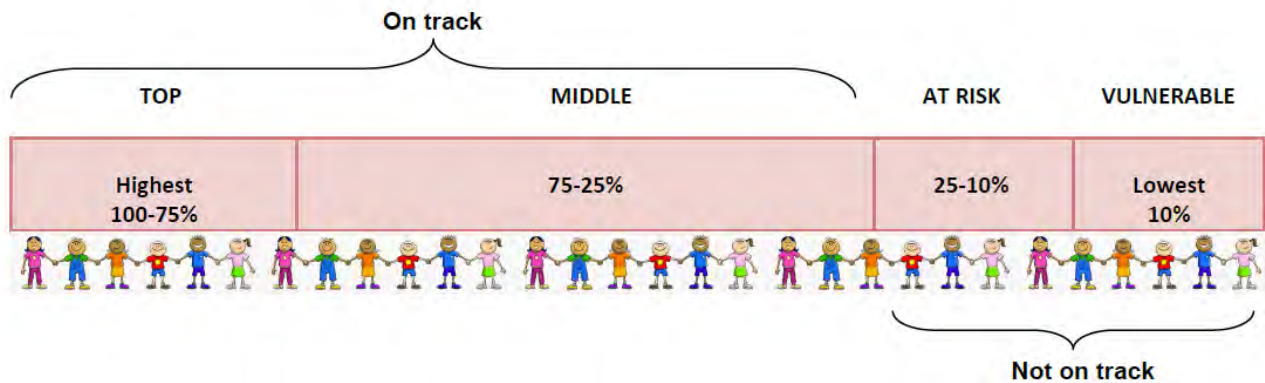 On track
TOP MIDDLE AT RISK VULNERABLE
Highest
100-75%
75-25%
25-10%
Lowest
10%
Not on track